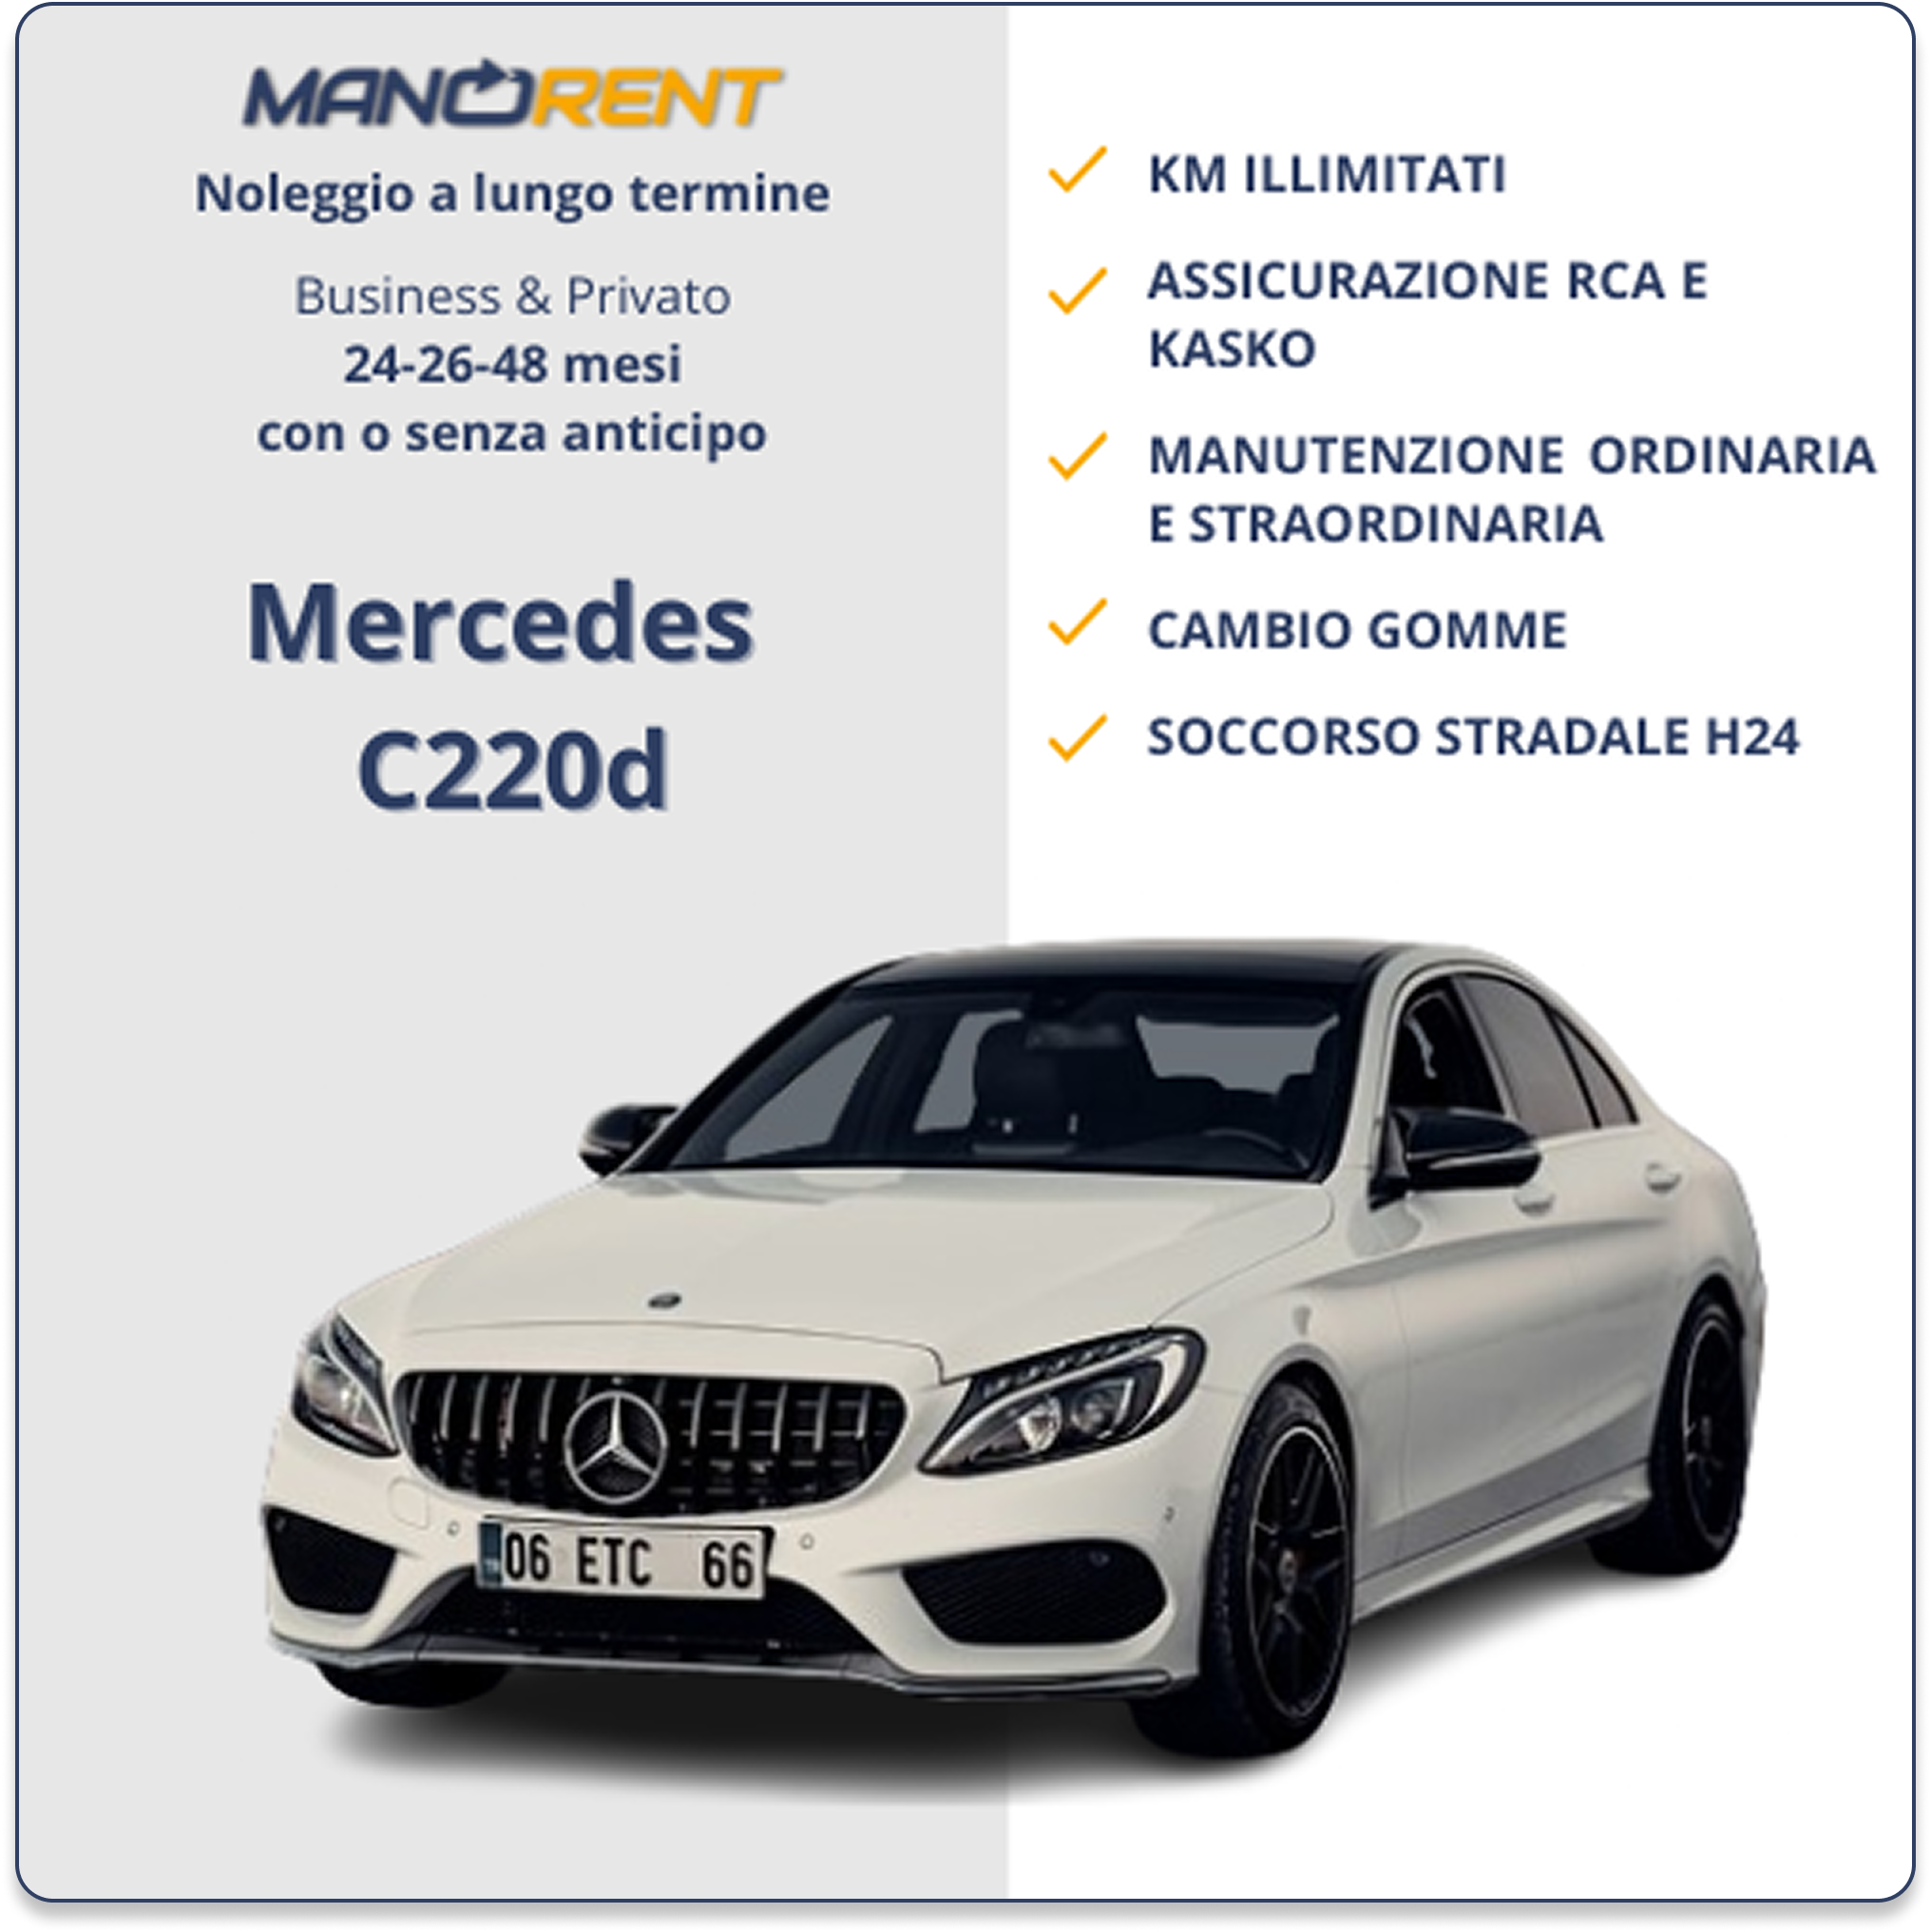 MANORENT
Noleggio a lungo termine
Business & Privato
24-26-48 mesi
con o senza anticipo
Mercedes
C220d
KM ILLIMITATI
ASSICURAZIONE RCA E
KASKO
MANUTENZIONE ORDINARIA
E STRAORDINARIA
CAMBIO GOMME
SOCCORSO STRADALE H24
06 ETC 66